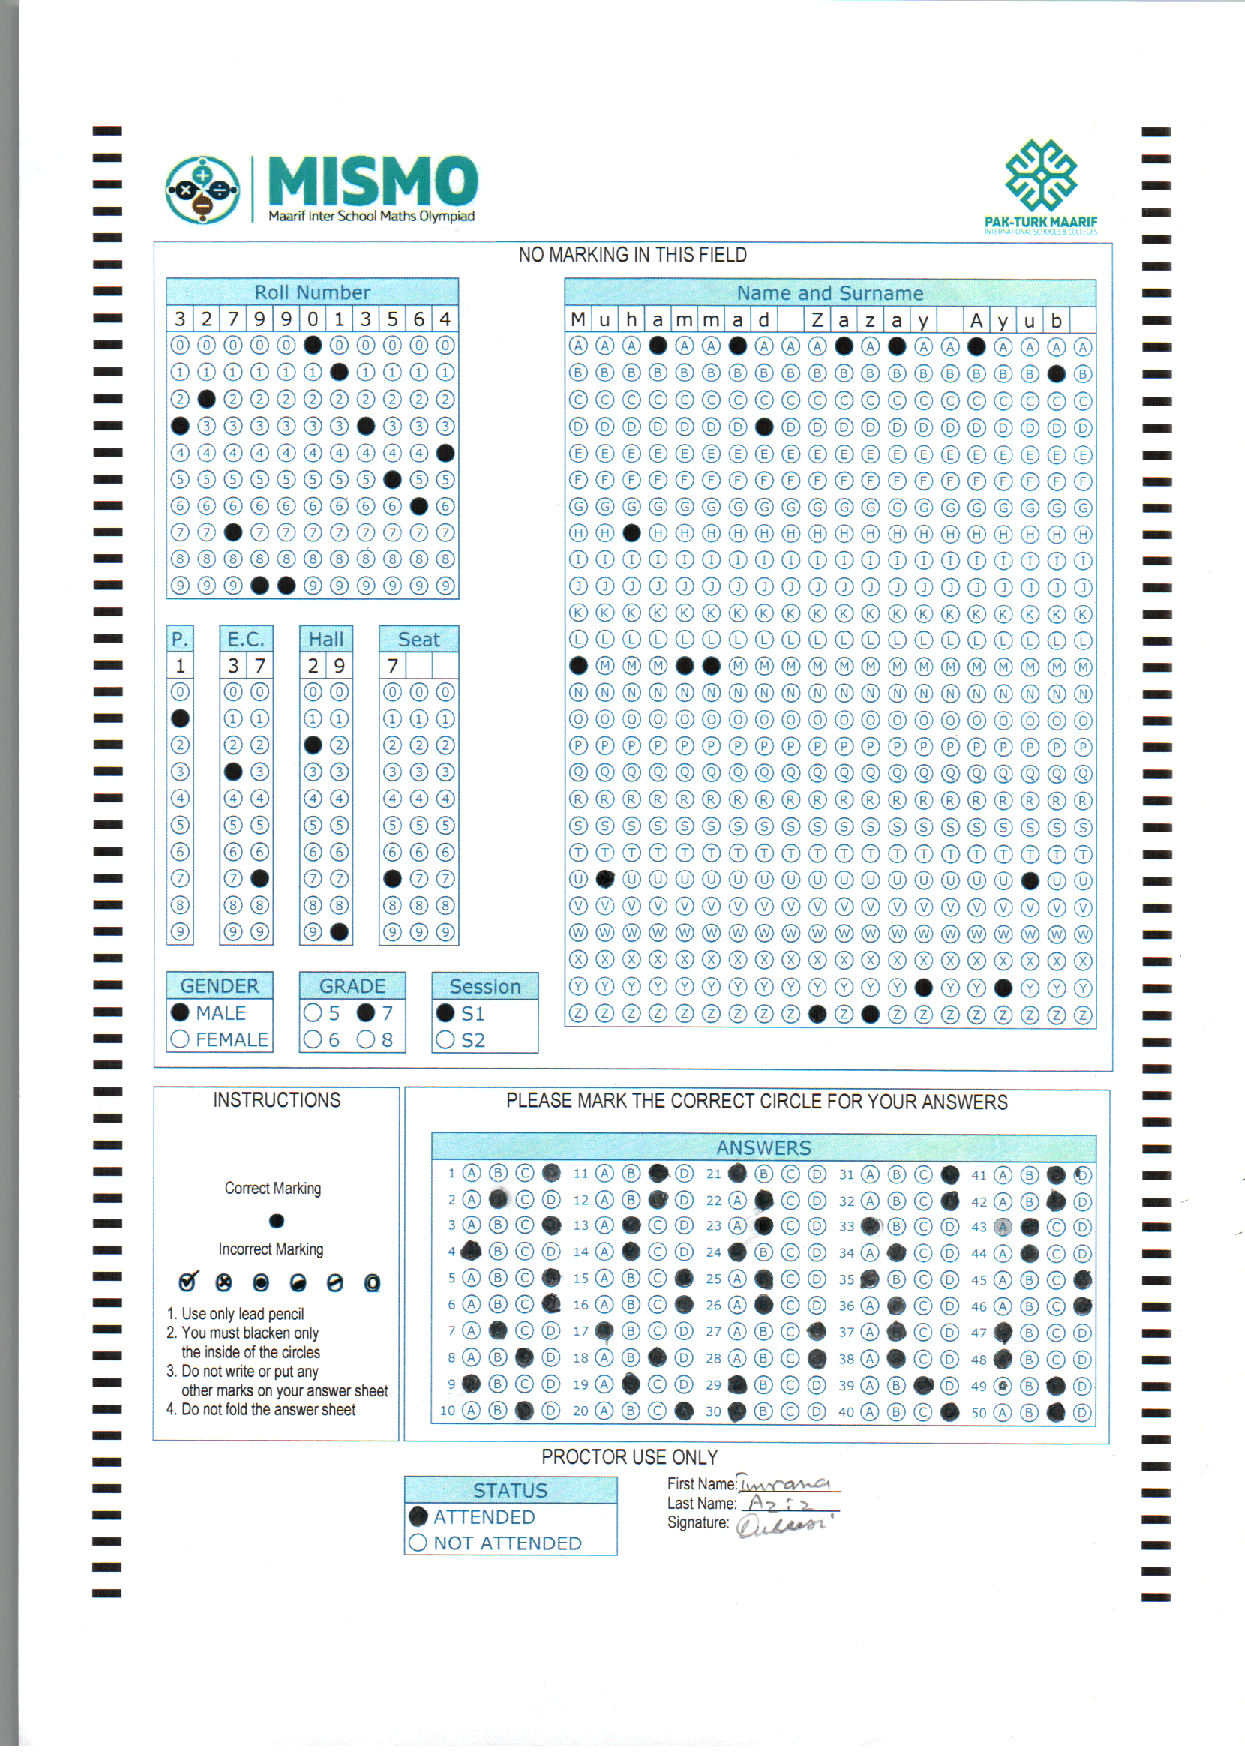 MISMO
Maarif Inter School Maths Olympiad
PAK-TURK MAARIF
INTERNATIONAL SCHOOLS & COLLEGES
NO MARKING IN THIS FIELD
Roll Number
3 2 7 9 9 0 1 3 5 6 4
Name and Surname
Muhammad Zazay Ayub
P. E.C. Hall Seat
1 3 7 2 9 7
GENDER
MALE
FEMALE
GRADE
5 7
6 8
Session
S1
S2
INSTRUCTIONS
Correct Marking
Incorrect Marking
1. Use only lead pencil
2. You must blacken only
the inside of the circles
3. Do not write or put any
other marks on your answer sheet
4. Do not fold the answer sheet
PLEASE MARK THE CORRECT CIRCLE FOR YOUR ANSWERS
ANSWERS
PROCTOR USE ONLY
STATUS
ATTENDED
NOT ATTENDED
First Name: Imrana
Last Name: Aziz
Signature: